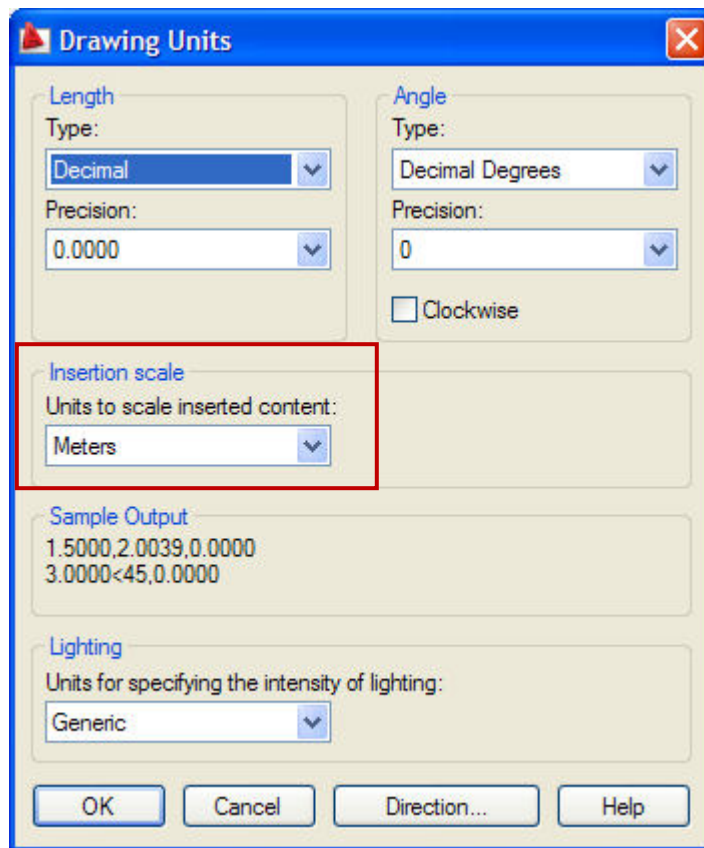 Drawing Units
Length
Type:
Decimal
Precision:
0.0000
Angle
Type:
Decimal Degrees
Precision:
0
Clockwise
Insertion scale
Units to scale inserted content:
Meters
Sample Output
1.5000,2.0039,0.0000
3.0000<45,0.0000
Lighting
Units for specifying the intensity of lighting:
Generic
OK Cancel Direction... Help